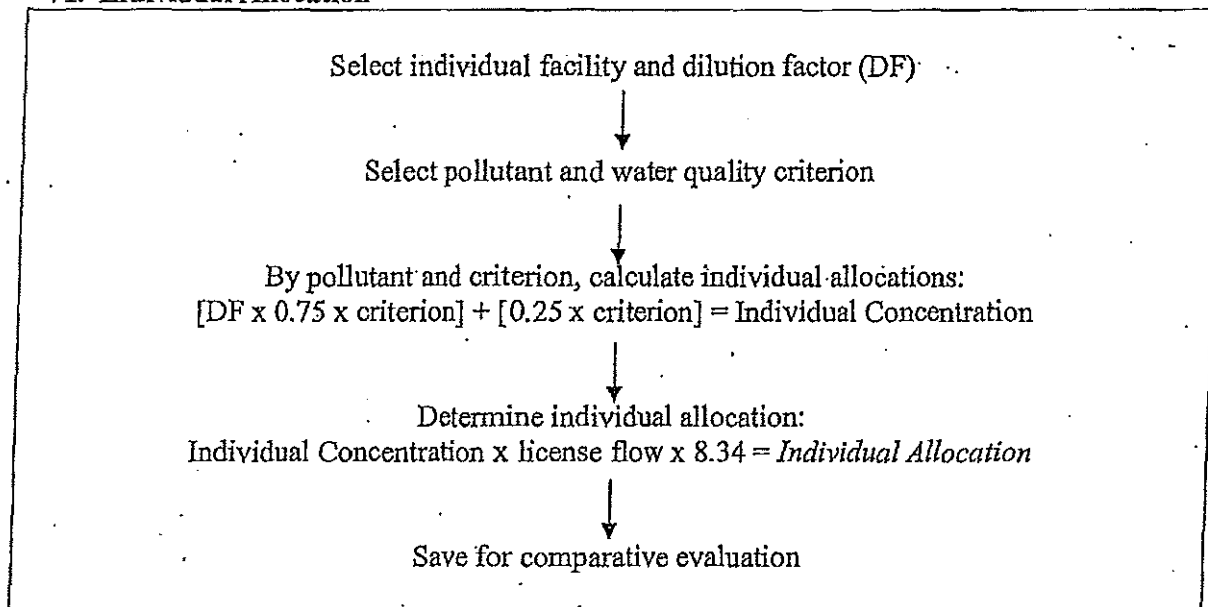 Select individual facility and dilution factor (DF)
Select pollutant and water quality criterion
By pollutant and criterion, calculate individual allocations:
[DF x 0.75 x criterion] + [0.25 x criterion] = Individual Concentration
Determine individual allocation:
Individual Concentration x license flow x 8.34 = Individual Allocation
Save for comparative evaluation